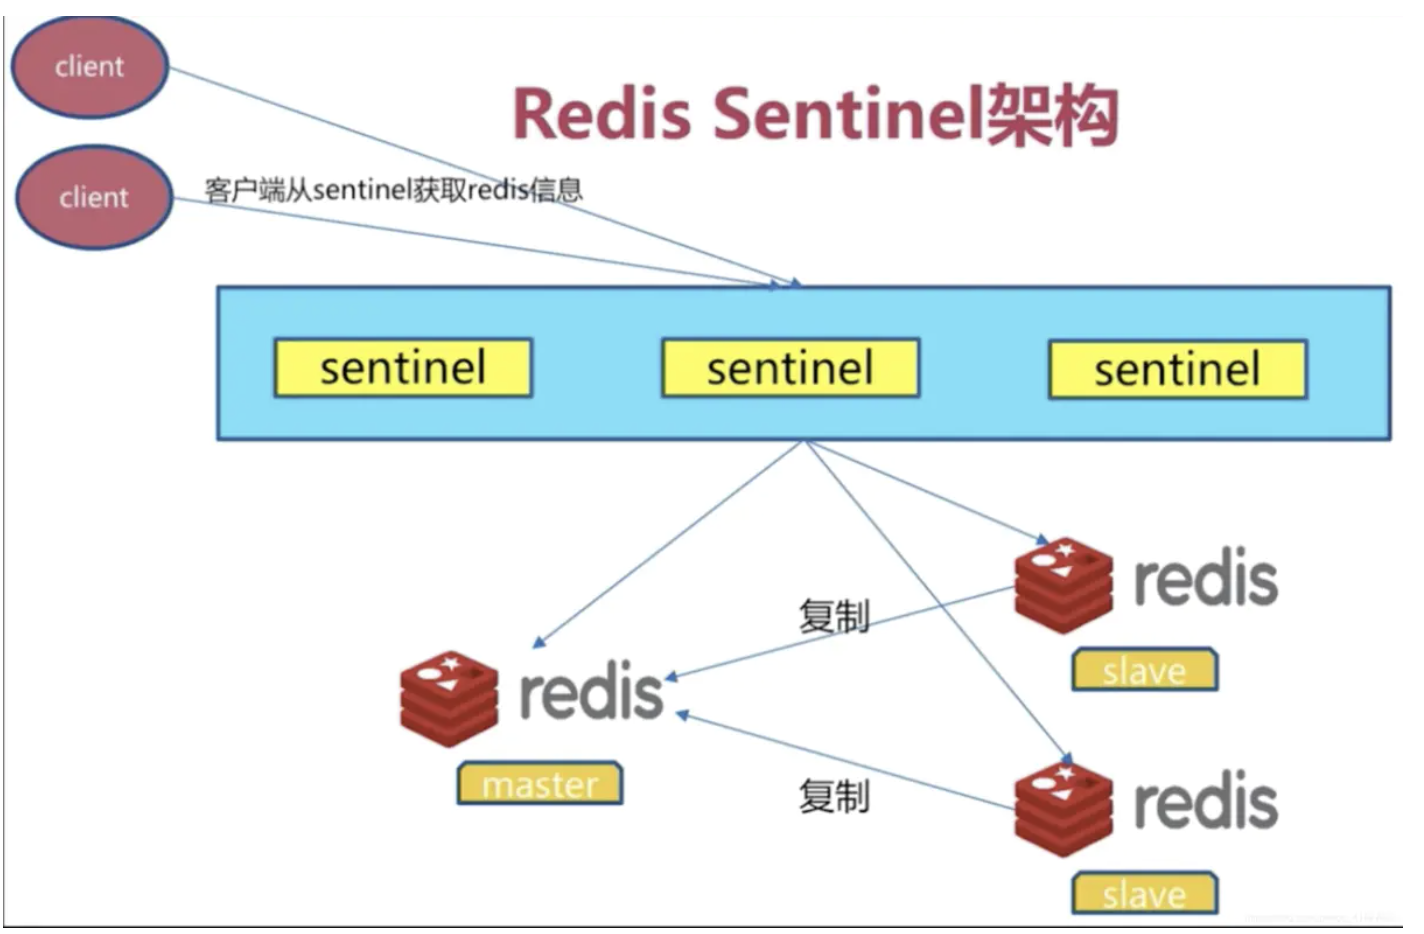 client
Redis Sentinel架构
client
客户端从sentinel获取redis信息
sentinel
sentinel
sentinel
redis
复制
slave
redis
master
复制
redis
slave